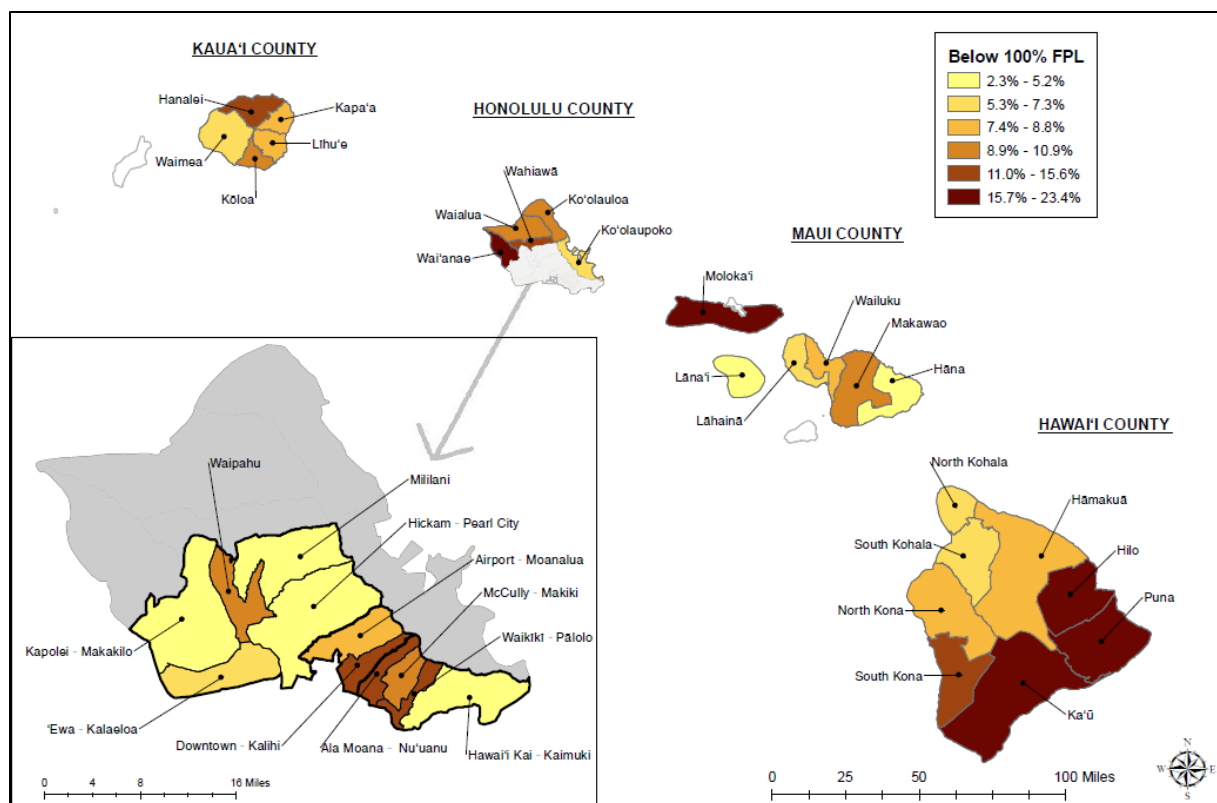 KAUAʻI COUNTY
Hanalei
Kapaʻa
Līhuʻe
Waimea
Kōloa
HONOLULU COUNTY
Wahiawā
Koʻolauloa
Waialua
Koʻolaupoko
Waiʻanae
Below 100% FPL
2.3% - 5.2%
5.3% - 7.3%
7.4% - 8.8%
8.9% - 10.9%
11.0% - 15.6%
15.7% - 23.4%
MAUI COUNTY
Molokaʻi
Wailuku
Makawao
Lānaʻi
Hāna
Lāhainā
HAWAIʻI COUNTY
North Kohala
Hāmakuā
South Kohala
Hilo
Puna
North Kona
South Kona
Kaʻū
Waipahu
Mililani
Hickam - Pearl City
Airport - Moanalua
McCully - Makiki
Waikīkī - Pālolo
Kapolei - Makakilo
ʻEwa - Kalaeloa
Downtown - Kalihi
Ala Moana - Nuʻuanu
Hawaiʻi Kai - Kaimuki
0 4 8 16 Miles
0 25 50 100 Miles
N
W E
S